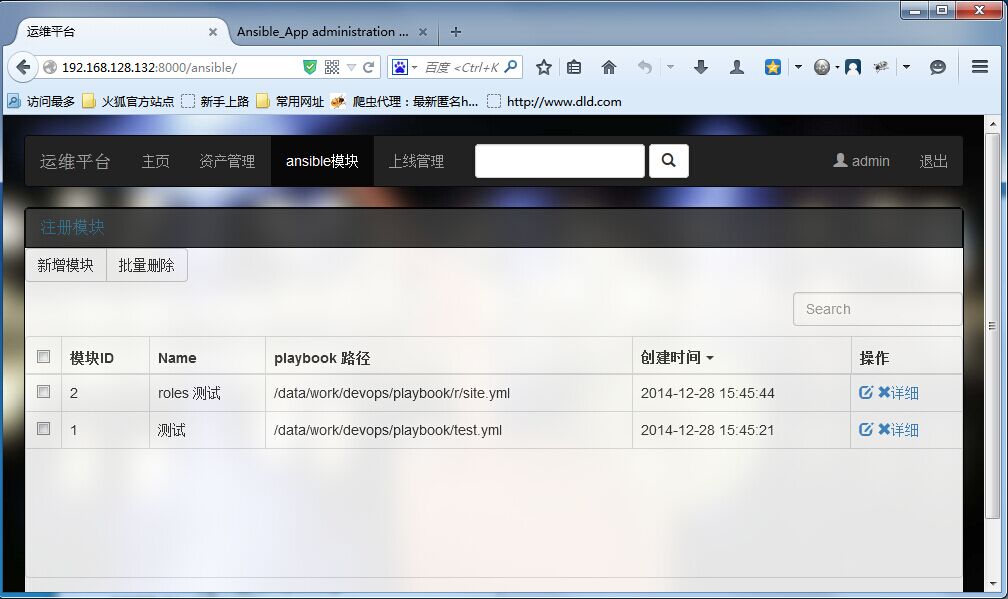 运维平台 Ansible_App administration ...
192.168.128.132:8000/ansible/ 百度 <Ctrl+K
访问最多 火狐官方站点 新手上路 常用网址 爬虫代理：最新匿名h... http://www.dld.com
运维平台 主页 资产管理 ansible模块 上线管理 admin 退出
注册模块
新增模块 批量删除
Search
模块ID Name playbook 路径 创建时间 操作
2 roles 测试 /data/work/devops/playbook/r/site.yml 2014-12-28 15:45:44 详细
1 测试 /data/work/devops/playbook/test.yml 2014-12-28 15:45:21 详细